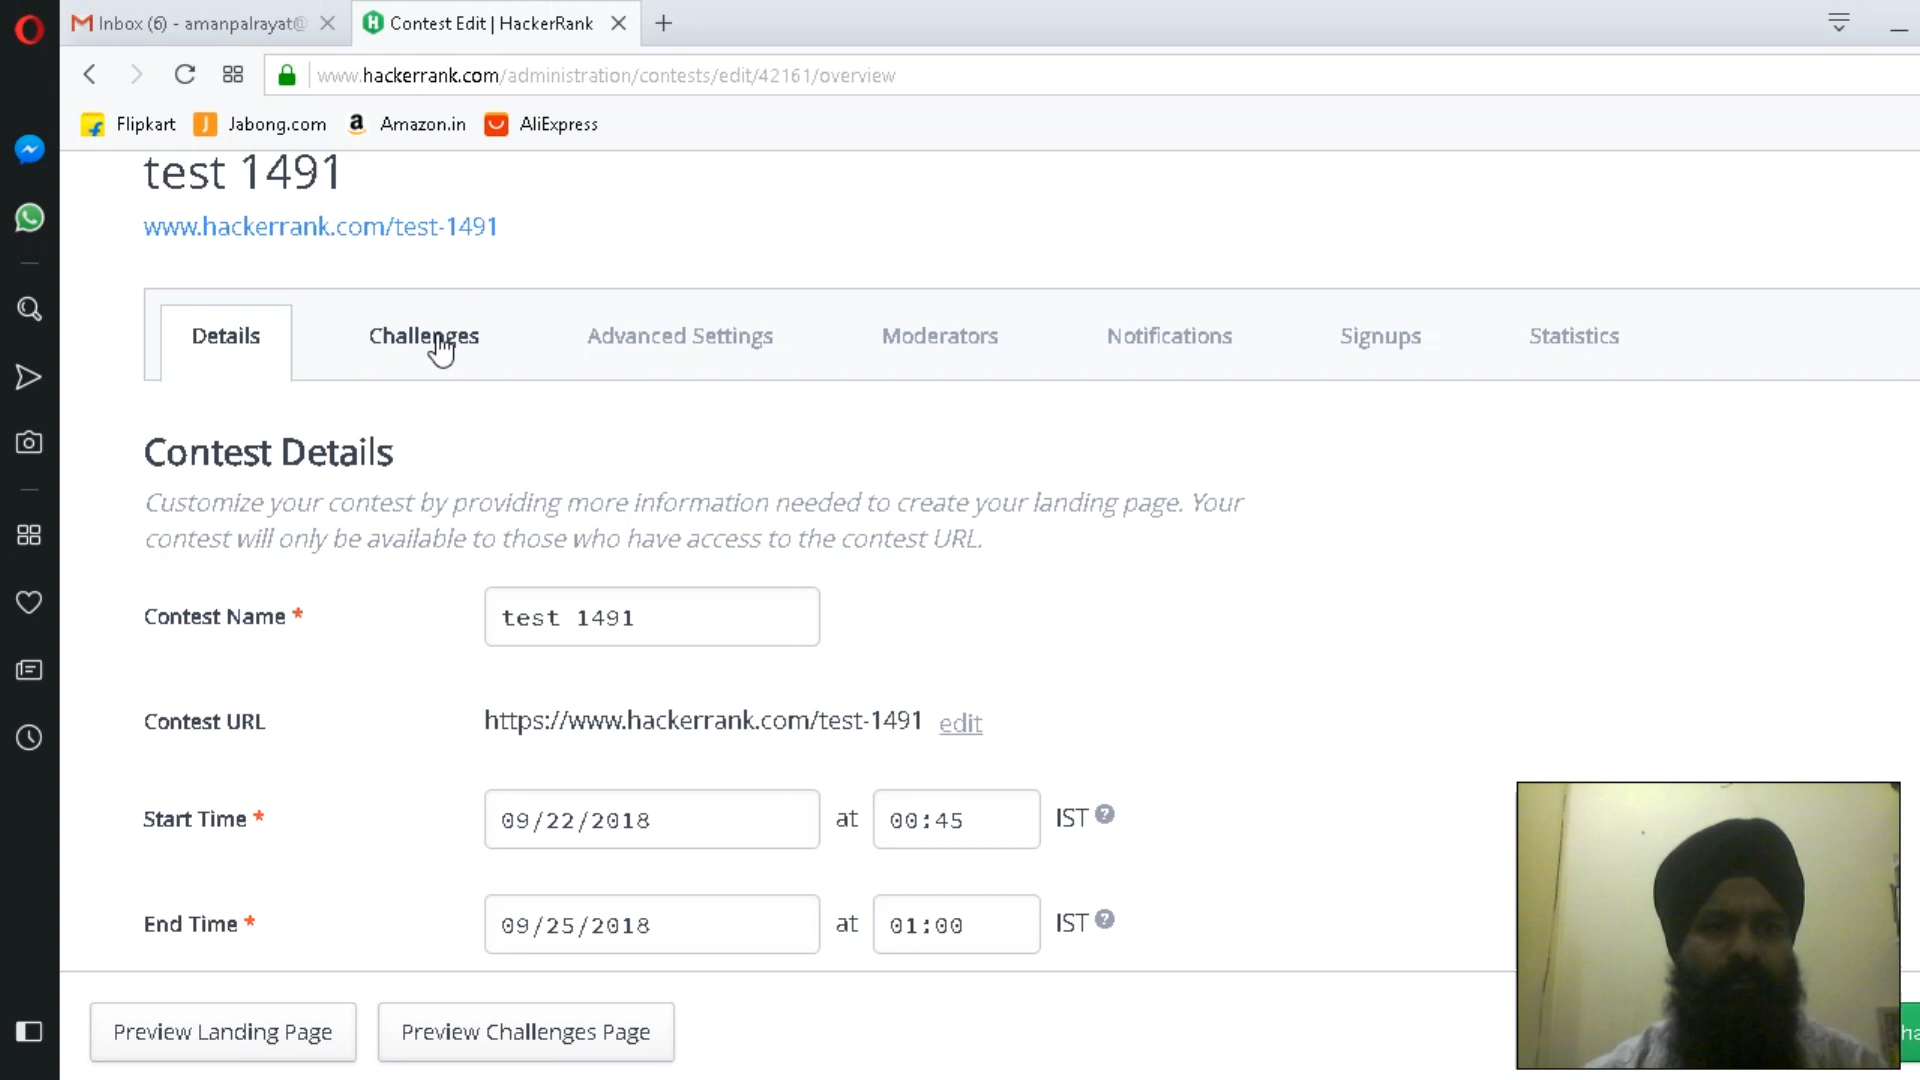 Inbox (6) - amanpalrayat@
Contest Edit | HackerRank
www.hackerrank.com/administration/contests/edit/42161/overview
Flipkart Jabong.com Amazon.in AliExpress
test 1491
www.hackerrank.com/test-1491
Details Challenges Advanced Settings Moderators Notifications Signups Statistics
Contest Details
Customize your contest by providing more information needed to create your landing page. Your
contest will only be available to those who have access to the contest URL.
Contest Name * test 1491
Contest URL https://www.hackerrank.com/test-1491 edit
Start Time * 09/22/2018 at 00:45 IST ?
End Time * 09/25/2018 at 01:00 IST ?
Preview Landing Page Preview Challenges Page